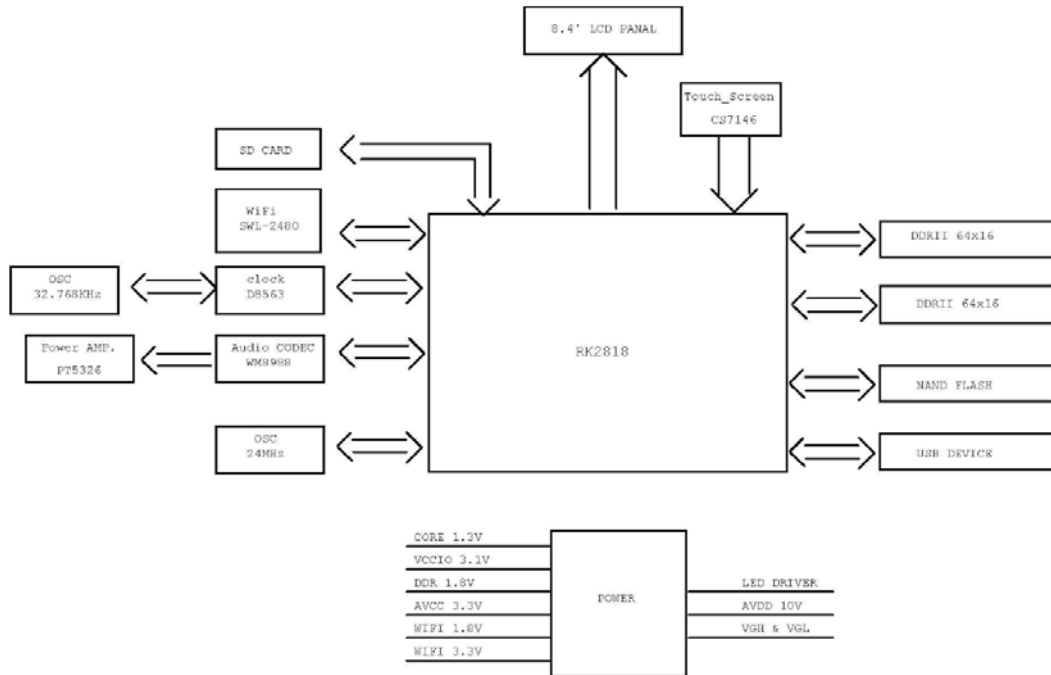 8.4' LCD PANAL
Touch_Screen
CS7146
SD CARD
WiFi
SWL-2480
OSC
32.768KHz
clock
D8563
Power AMP.
PT5326
Audio CODEC
WM8988
OSC
24MHz
RK2818
DDRII 64x16
DDRII 64x16
NAND FLASH
USB DEVICE
CORE 1.3V
VCCIO 3.1V
DDR 1.8V
AVCC 3.3V
WIFI 1.8V
WIFI 3.3V
POWER
LED DRIVER
AVDD 10V
VGH & VGL